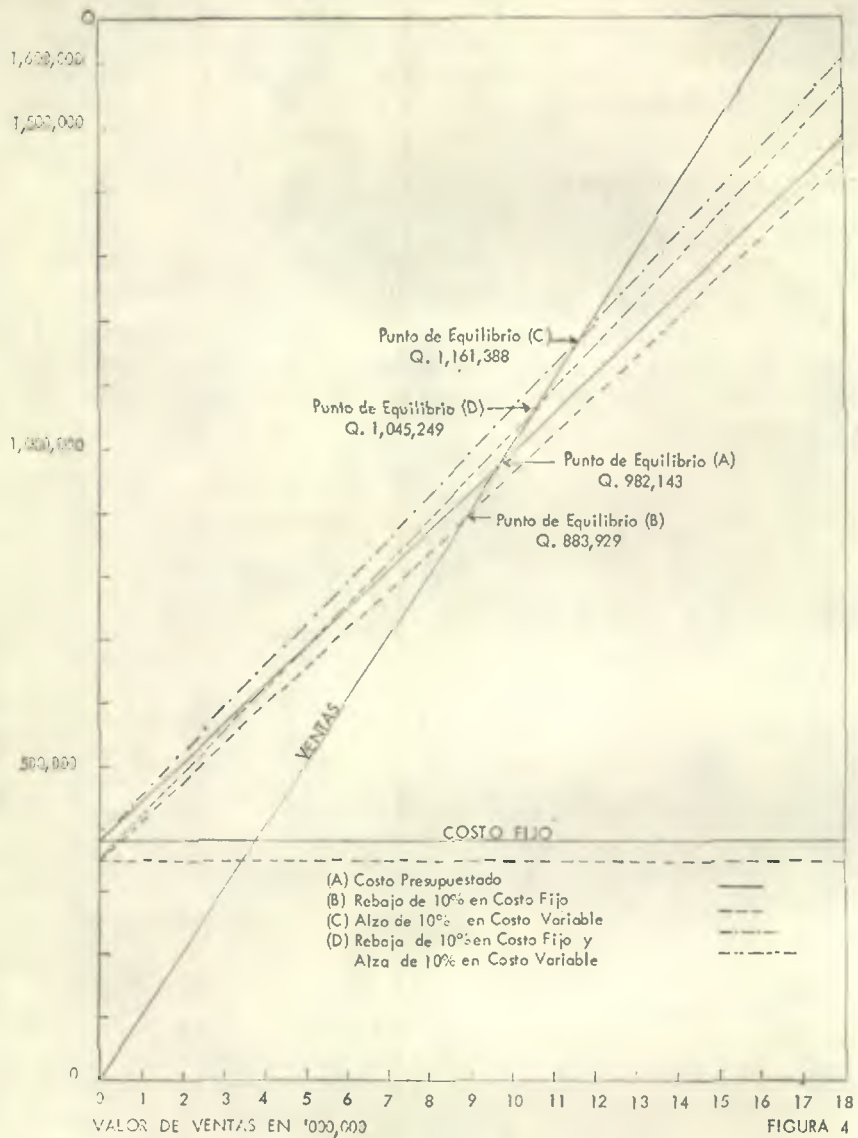 Q
1,600,000
1,500,000
Punto de Equilibrio (C)
Q. 1,161,388
Punto de Equilibrio (D)
Q. 1,045,249
1,000,000
Punto de Equilibrio (A)
Q. 982,143
Punto de Equilibrio (B)
Q. 883,929
VENTAS
500,000
COSTO FIJO
(A) Costo Presupuestado
(B) Rebajo de 10% en Costo Fijo
(C) Alzo de 10% en Costo Variable
(D) Rebaja de 10% en Costo Fijo y
Alza de 10% en Costo Variable
0
0 1 2 3 4 5 6 7 8 9 10 11 12 13 14 15 16 17 18
VALOR DE VENTAS EN '000,000
FIGURA 4